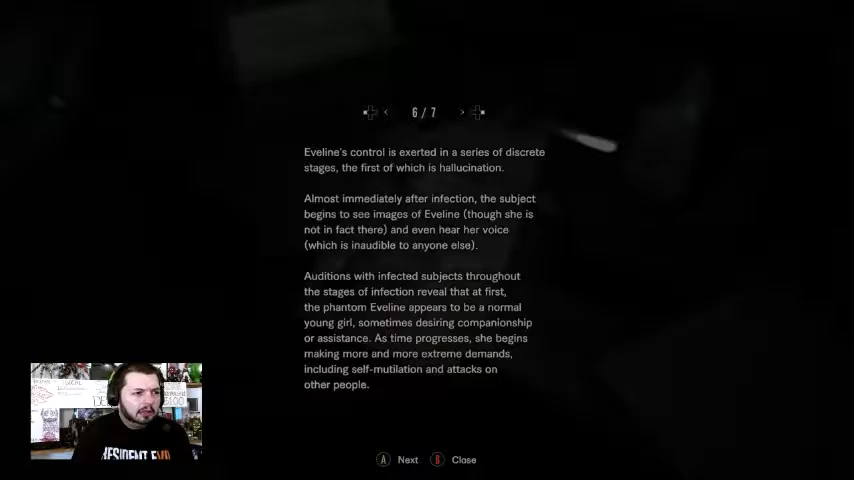 6 / 7
Eveline's control is exerted in a series of discrete
stages, the first of which is hallucination.
Almost immediately after infection, the subject
begins to see images of Eveline (though she is
not in fact there) and even hear her voice
(which is inaudible to anyone else).
Auditions with infected subjects throughout
the stages of infection reveal that at first,
the phantom Eveline appears to be a normal
young girl, sometimes desiring companionship
or assistance. As time progresses, she begins
making more and more extreme demands,
including self-mutilation and attacks on
other people.
RESIDENT EVIL
A Next B Close